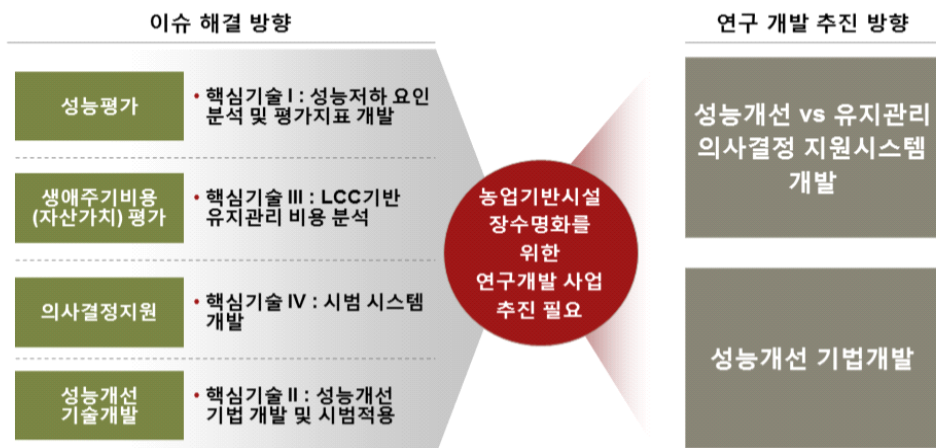 이슈 해결 방향
성능평가
• 핵심기술 I : 성능저하 요인
분석 및 평가지표 개발
생애주기비용
(자산가치) 평가
• 핵심기술 III : LCC기반
유지관리 비용 분석
의사결정지원
• 핵심기술 IV : 시범 시스템
개발
성능개선
기술개발
• 핵심기술 II : 성능개선
기법 개발 및 시범적용
농업기반시설
장수명화를
위한
연구개발 사업
추진 필요
연구 개발 추진 방향
성능개선 vs 유지관리
의사결정 지원시스템
개발
성능개선 기법개발